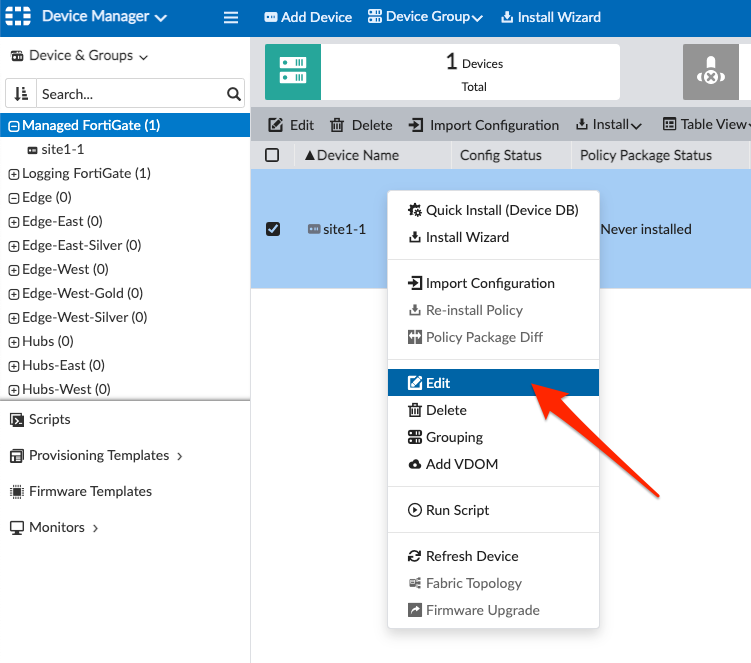 Device Manager
Add Device
Device Group
Install Wizard
Device & Groups
Search...
Managed FortiGate (1)
site1-1
Logging FortiGate (1)
Edge (0)
Edge-East (0)
Edge-East-Silver (0)
Edge-West (0)
Edge-West-Gold (0)
Edge-West-Silver (0)
Hubs (0)
Hubs-East (0)
Hubs-West (0)
Scripts
Provisioning Templates
Firmware Templates
Monitors
1 Devices
Total
Edit
Delete
Import Configuration
Install
Table View
Device Name
Config Status
Policy Package Status
site1-1
Never installed
Quick Install (Device DB)
Install Wizard
Import Configuration
Re-install Policy
Policy Package Diff
Edit
Delete
Grouping
Add VDOM
Run Script
Refresh Device
Fabric Topology
Firmware Upgrade